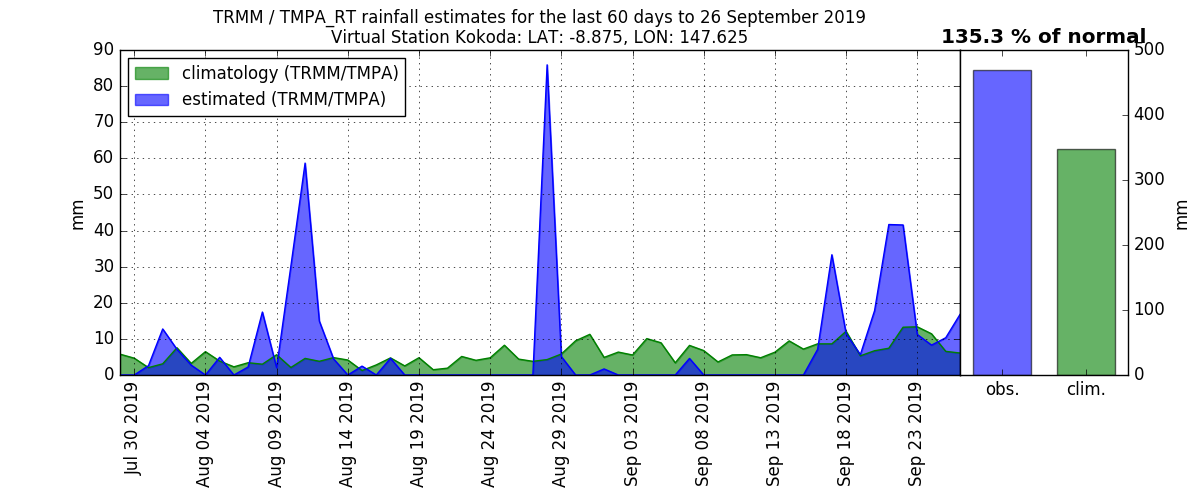 TRMM / TMPA_RT rainfall estimates for the last 60 days to 26 September 2019
Virtual Station Kokoda: LAT: -8.875, LON: 147.625
135.3 % of normal
climatology (TRMM/TMPA)
estimated (TRMM/TMPA)
90
80
70
60
50
40
30
20
10
0
mm
Jul 30 2019
Aug 04 2019
Aug 09 2019
Aug 14 2019
Aug 19 2019
Aug 24 2019
Aug 29 2019
Sep 03 2019
Sep 08 2019
Sep 13 2019
Sep 18 2019
Sep 23 2019
500
400
300
200
100
0
mm
obs.
clim.